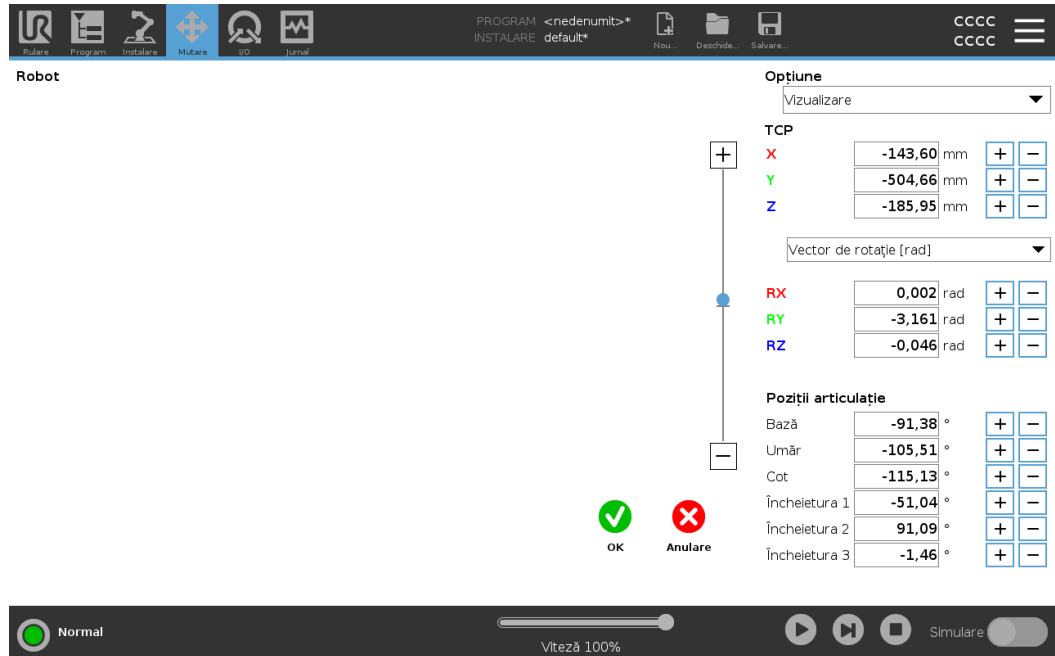 PROGRAM <nedenumit>*
INSTALARE default*
CCCC
CCCC
Rulare Program Instalare Mutare I/O Jurnal Nou... Deschide... Salvare...
Robot
Opțiune
Vizualizare
TCP
X -143,60 mm + −
Y -504,66 mm + −
Z -185,95 mm + −
Vector de rotație [rad]
RX 0,002 rad + −
RY -3,161 rad + −
RZ -0,046 rad + −
Poziții articulație
Bază -91,38 ° + −
Umăr -105,51 ° + −
Cot -115,13 ° + −
Încheietura 1 -51,04 ° + −
Încheietura 2 91,09 ° + −
Încheietura 3 -1,46 ° + −
OK Anulare
Normal
Viteză 100%
Simulare